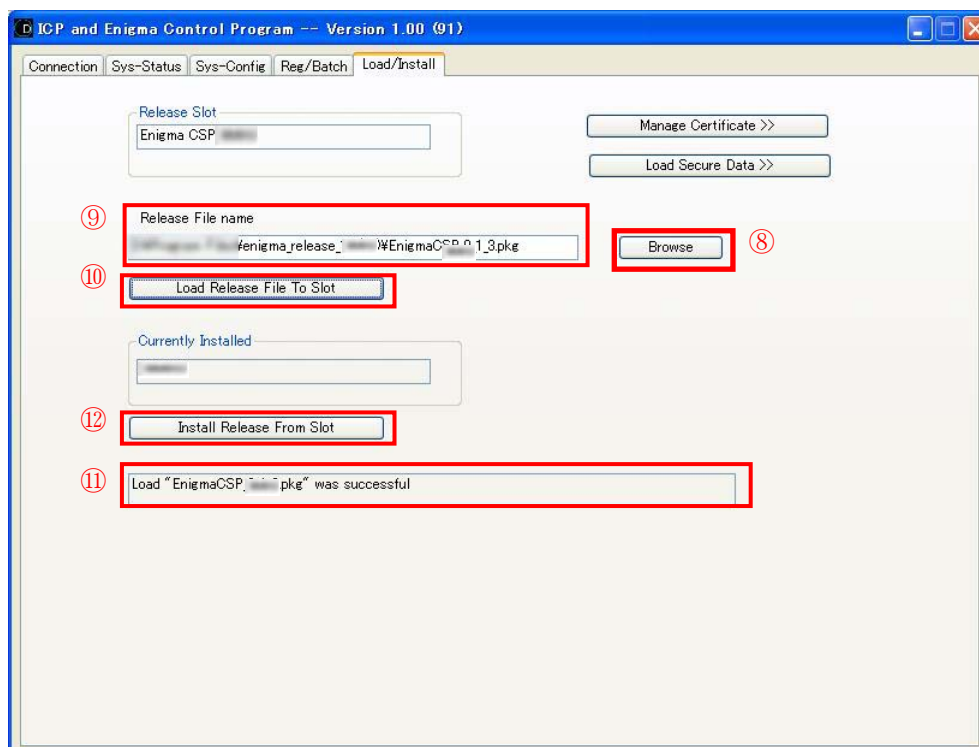 ICP and Enigma Control Program -- Version 1.00 (91)
Connection Sys-Status Sys-Config Reg/Batch Load/Install
Release Slot
Enigma CSP
Manage Certificate >>
Load Secure Data >>
⑨ Release File name
¥enigma_release_ ¥EnigmaCSP 1_3.pkg
Browse ⑧
⑩ Load Release File To Slot
Currently Installed
⑫ Install Release From Slot
⑪ Load "EnigmaCSP_ pkg" was successful